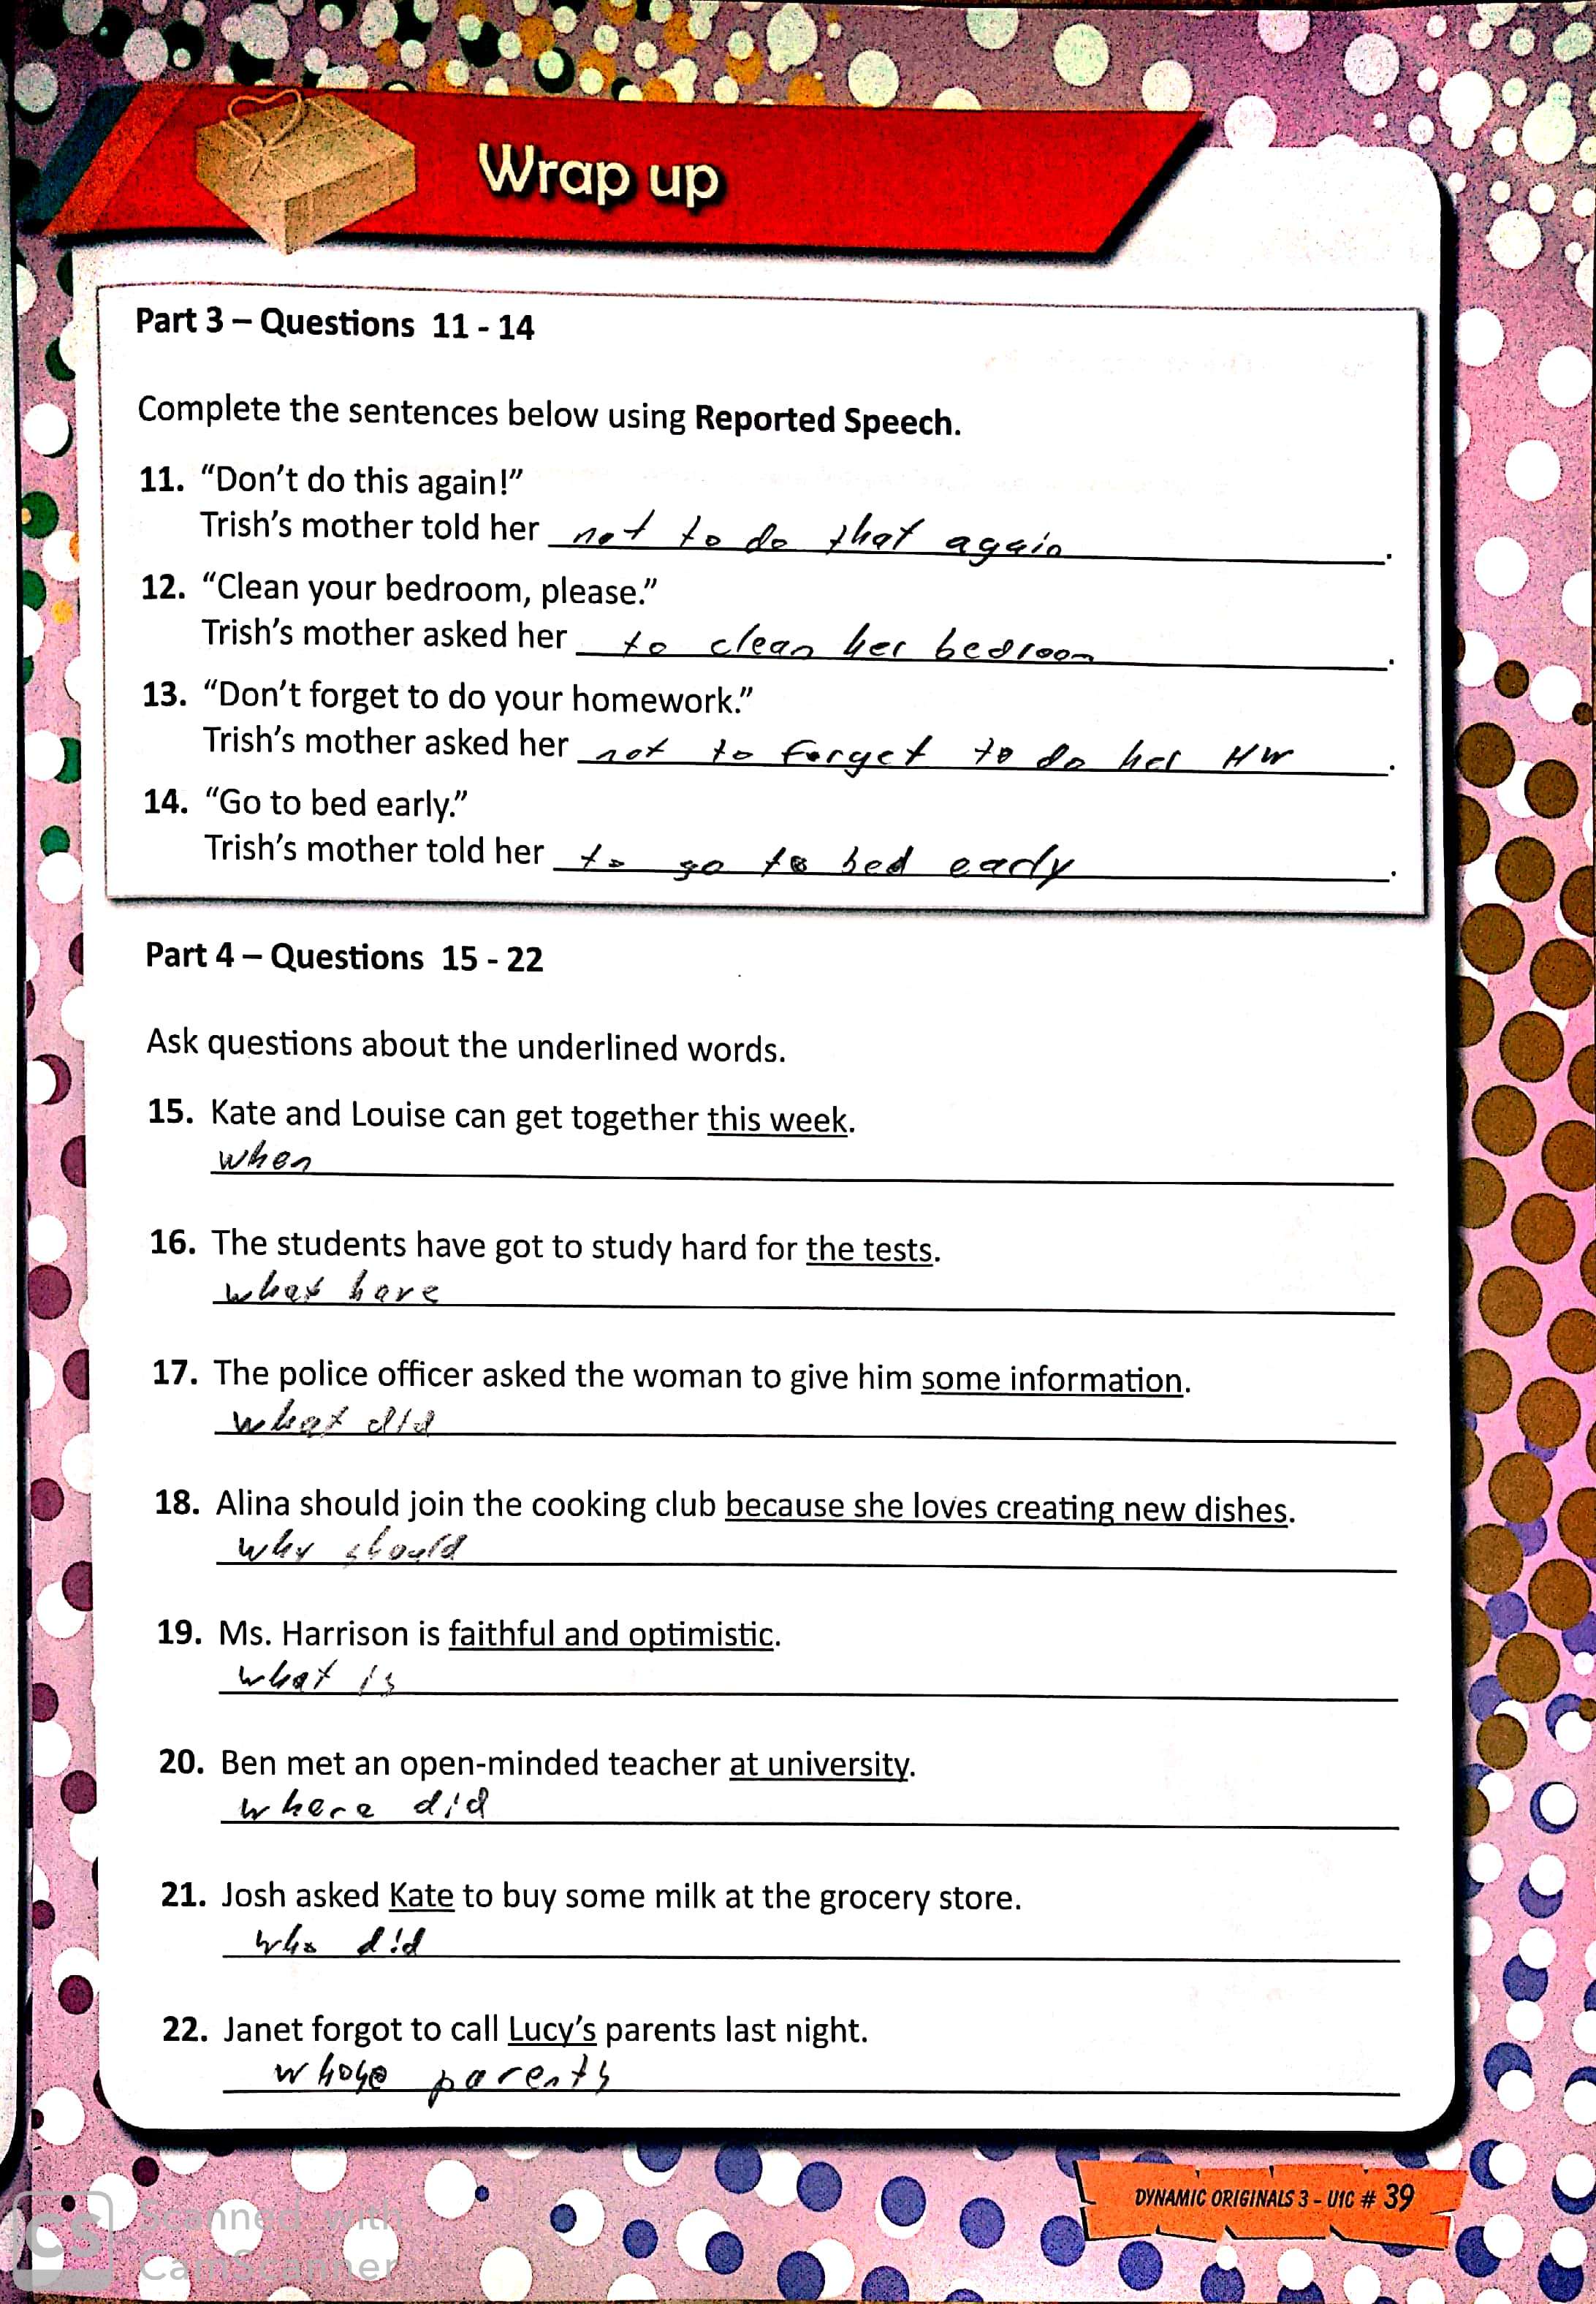 Wrap up
Part 3 – Questions 11 - 14
Complete the sentences below using Reported Speech.
11. “Don’t do this again!”
Trish’s mother told her not to do that again.
12. “Clean your bedroom, please.”
Trish’s mother asked her to clean her bedroom.
13. “Don’t forget to do your homework.”
Trish’s mother asked her not to forget to do her HW.
14. “Go to bed early.”
Trish’s mother told her to go to bed early.
Part 4 – Questions 15 - 22
Ask questions about the underlined words.
15. Kate and Louise can get together this week.
when
16. The students have got to study hard for the tests.
what have
17. The police officer asked the woman to give him some information.
what did
18. Alina should join the cooking club because she loves creating new dishes.
why should
19. Ms. Harrison is faithful and optimistic.
what is
20. Ben met an open-minded teacher at university.
where did
21. Josh asked Kate to buy some milk at the grocery store.
who did
22. Janet forgot to call Lucy’s parents last night.
whose parents
DYNAMIC ORIGINALS 3 - U1C # 39
CS Scanned with
CamScanner